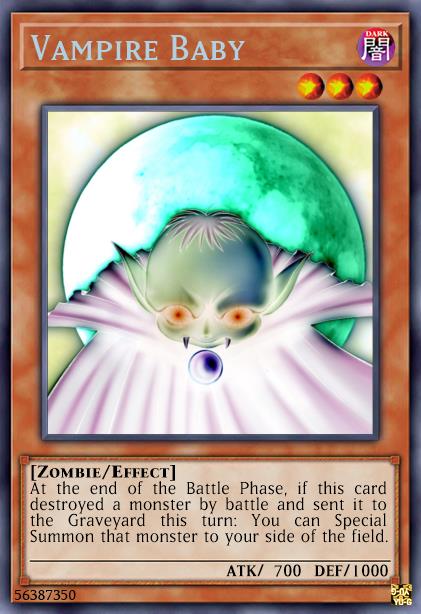 Vampire Baby
DARK
闇
[Zombie/Effect]
At the end of the Battle Phase, if this card
destroyed a monster by battle and sent it to
the Graveyard this turn: You can Special
Summon that monster to your side of the field.
ATK/ 700 DEF/1000
56387350